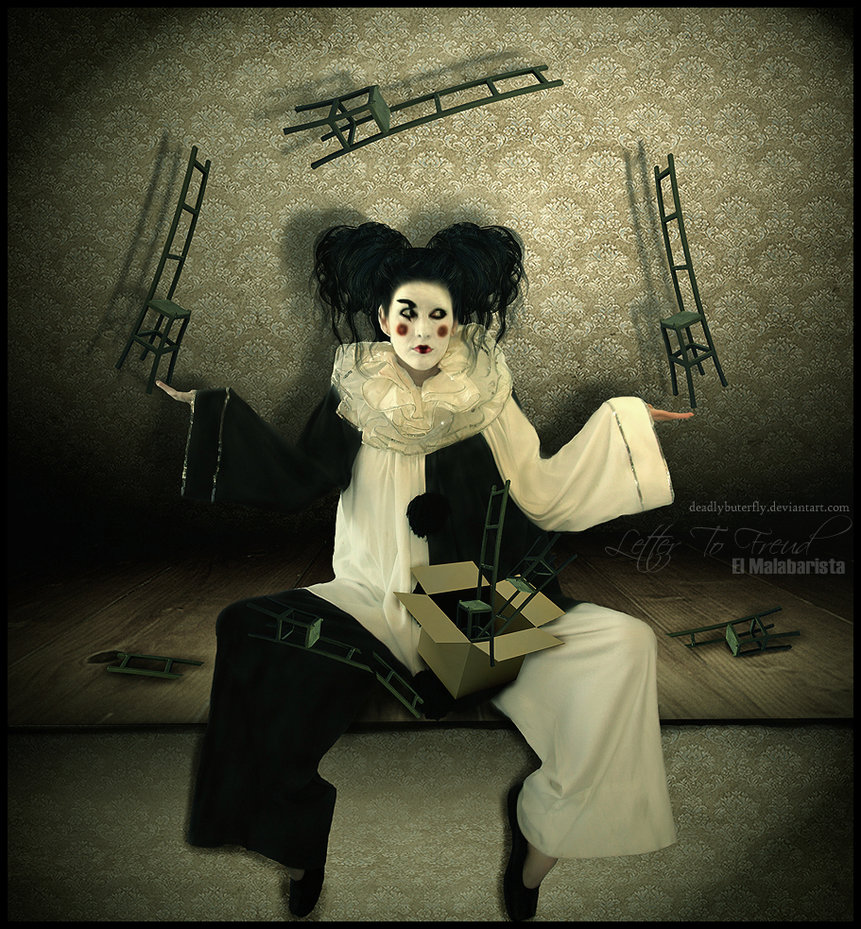 deadlybuterfly.deviantart.com
Letter To Freud
El Malabarista